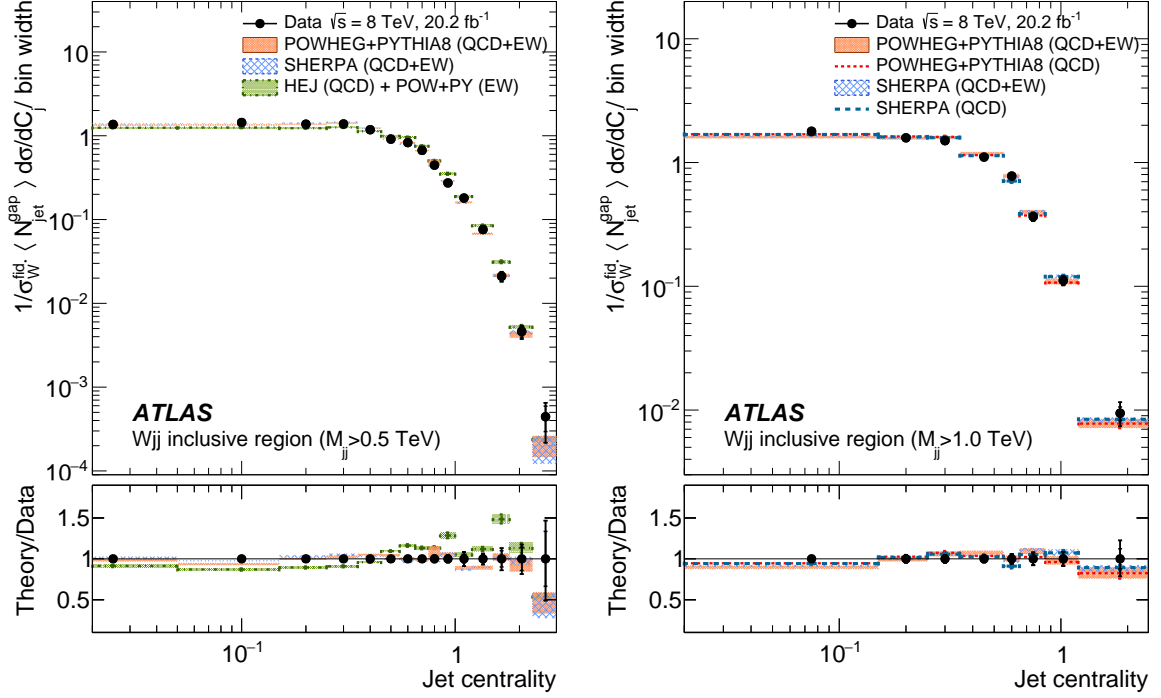 1/σ_W^fid. ⟨ N_jet^gap ⟩ dσ/dC_j / bin width
10
1
10⁻¹
10⁻²
10⁻³
10⁻⁴
Data √s = 8 TeV, 20.2 fb⁻¹
POWHEG+PYTHIA8 (QCD+EW)
SHERPA (QCD+EW)
HEJ (QCD) + POW+PY (EW)
ATLAS
Wjj inclusive region (M_jj>0.5 TeV)
Theory/Data
1.5
1
0.5
10⁻¹
1
Jet centrality
1/σ_W^fid. ⟨ N_jet^gap ⟩ dσ/dC_j / bin width
10
1
10⁻¹
10⁻²
Data √s = 8 TeV, 20.2 fb⁻¹
POWHEG+PYTHIA8 (QCD+EW)
POWHEG+PYTHIA8 (QCD)
SHERPA (QCD+EW)
SHERPA (QCD)
ATLAS
Wjj inclusive region (M_jj>1.0 TeV)
Theory/Data
1.5
1
0.5
10⁻¹
1
Jet centrality